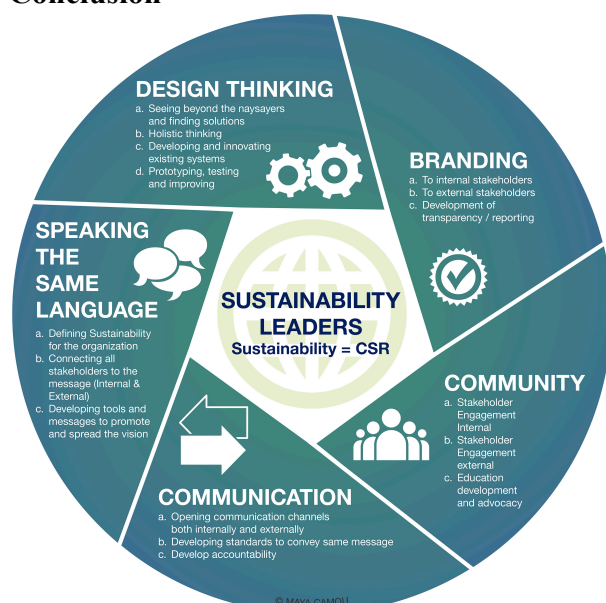 Conclusion
DESIGN THINKING
a. Seeing beyond the naysayers
and finding solutions
b. Holistic thinking
c. Developing and innovating
existing systems
d. Prototyping, testing
and improving
BRANDING
a. To internal stakeholders
b. To external stakeholders
c. Development of
transparency / reporting
SPEAKING
THE
SAME
LANGUAGE
a. Defining Sustainability
for the organization
b. Connecting all
stakeholders to the
message (Internal &
External)
c. Developing tools and
messages to promote
and spread the vision
SUSTAINABILITY
LEADERS
Sustainability = CSR
COMMUNITY
a. Stakeholder
Engagement
Internal
b. Stakeholder
Engagement
external
c. Education
development
and advocacy
COMMUNICATION
a. Opening communication channels
both internally and externally
b. Developing standards to convey same message
c. Develop accountability
© MAYA CAMOU